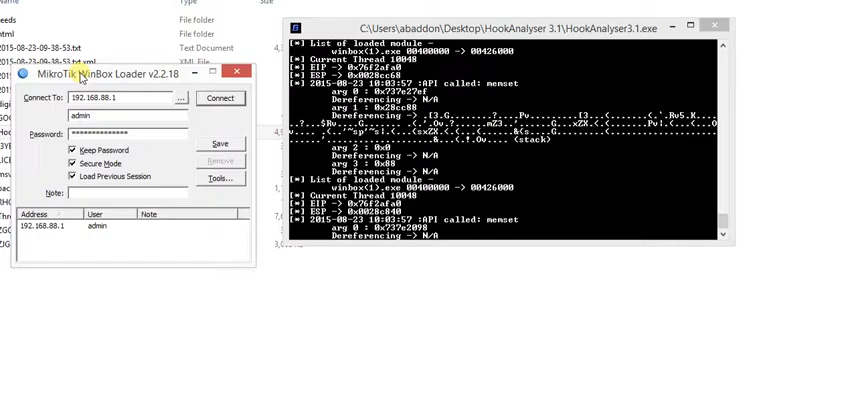 Name
Size
eeds
File folder
html
File folder
2015-08-23-09-38-53.txt
Text Document
4,
2015-08-23-09-38-53.txt.xml
XML File
MikroTik WinBox Loader v2.2.18
Connect To:
192.168.88.1
...
Connect
admin
Password:
**************
Keep Password
Save
Secure Mode
Remove
Load Previous Session
Tools...
Note:
Address
User
Note
192.168.88.1
admin
C:\Users\abaddon\Desktop\HookAnalyser 3.1\HookAnalyser3.1.exe
[*] List of loaded module -
winbox(1).exe 00400000 -> 00426000
[*] Current Thread 10048
[*] EIP -> 0x76f2afa0
[*] ESP -> 0x0028cc68
[*] 2015-08-23 10:03:57 :API called: memset
arg 0 : 0x737e27ef
Dereferencing -> N/A
arg 1 : 0x28cc88
(stack)
arg 2 : 0x0
Dereferencing -> N/A
arg 3 : 0x88
Dereferencing -> N/A
[*] List of loaded module -
winbox(1).exe 00400000 -> 00426000
[*] Current Thread 10048
[*] EIP -> 0x76f2afa0
[*] ESP -> 0x0028c840
[*] 2015-08-23 10:03:57 :API called: memset
arg 0 : 0x737e2098
Dereferencing -> N/A